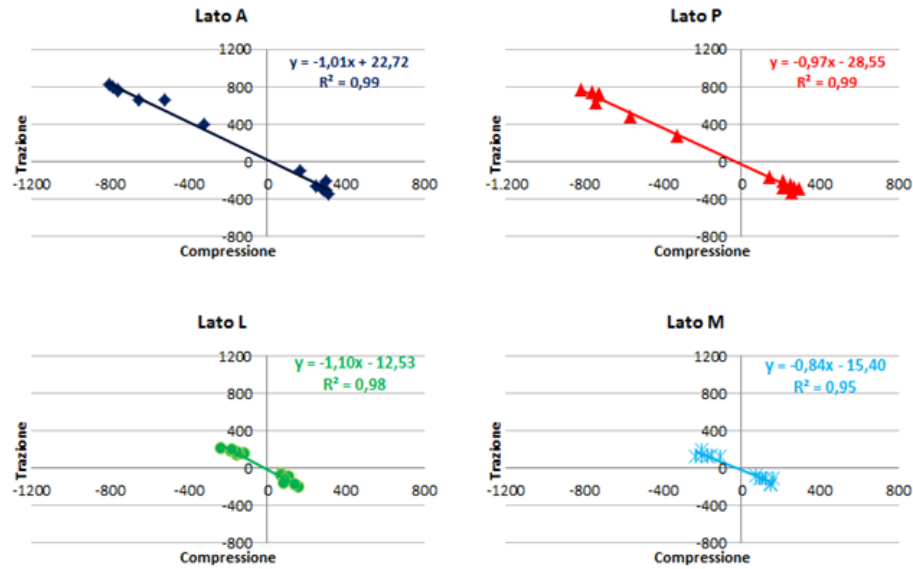 Lato A
1200
800
400
0
-400
-800
-1200 -800 -400 0 400 800
Trazione
Compressione
y = -1,01x + 22,72
R² = 0,99
Lato P
1200
800
400
0
-400
-800
-1200 -800 -400 0 400 800
Trazione
Compressione
y = -0,97x - 28,55
R² = 0,99
Lato L
1200
800
400
0
-400
-800
-1200 -800 -400 0 400 800
Trazione
Compressione
y = -1,10x - 12,53
R² = 0,98
Lato M
1200
800
400
0
-400
-800
-1200 -800 -400 0 400 800
Trazione
Compressione
y = -0,84x - 15,40
R² = 0,95